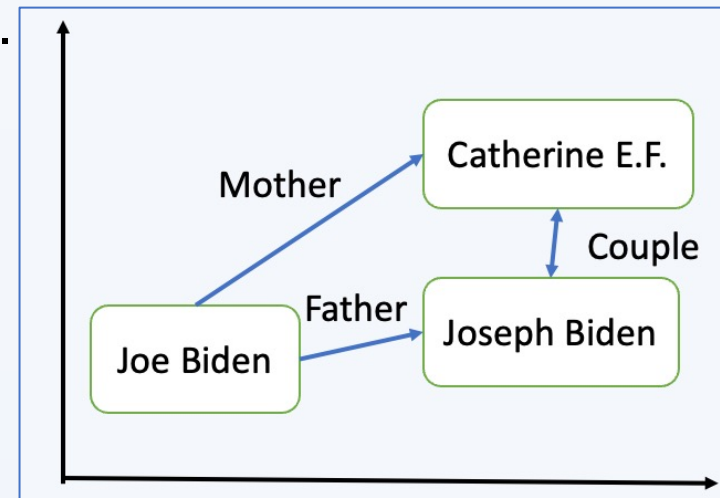 .
Catherine E.F.
Mother
Couple
Father
Joseph Biden
Joe Biden